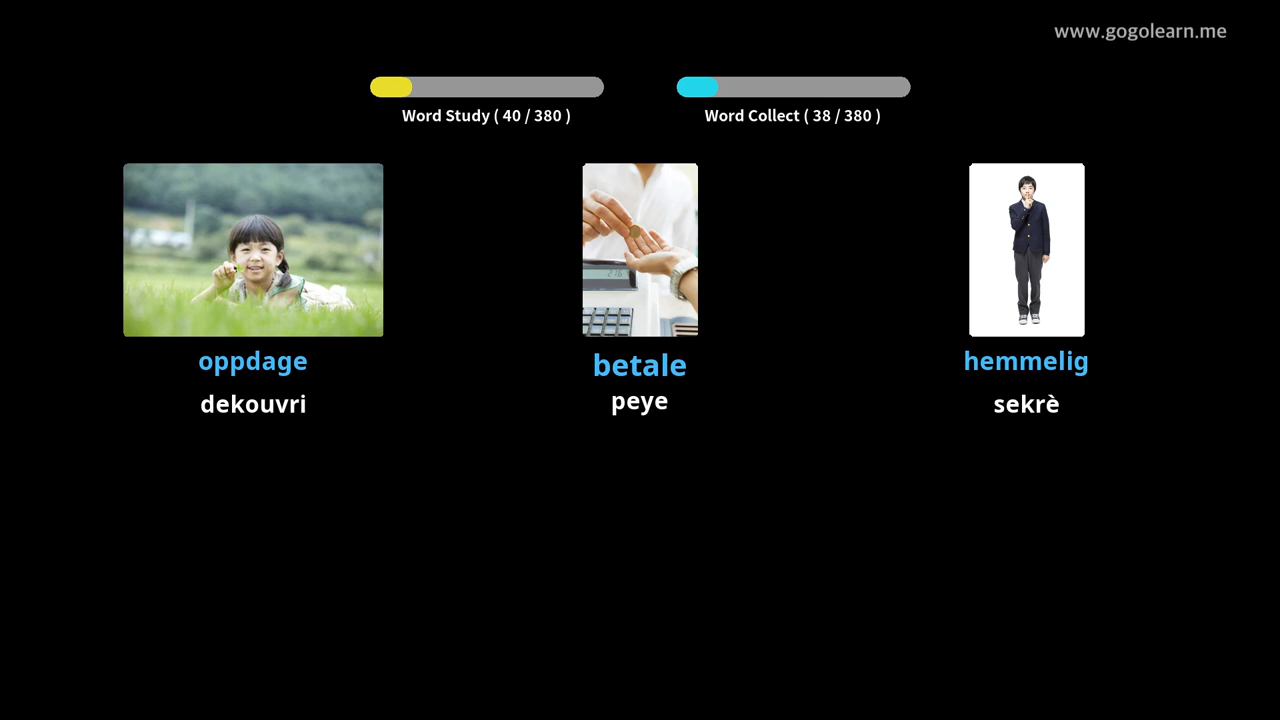 www.gogolearn.me
Word Study ( 40 / 380 )
Word Collect ( 38 / 380 )
oppdage
dekouvri
betale
peye
hemmelig
sekrè